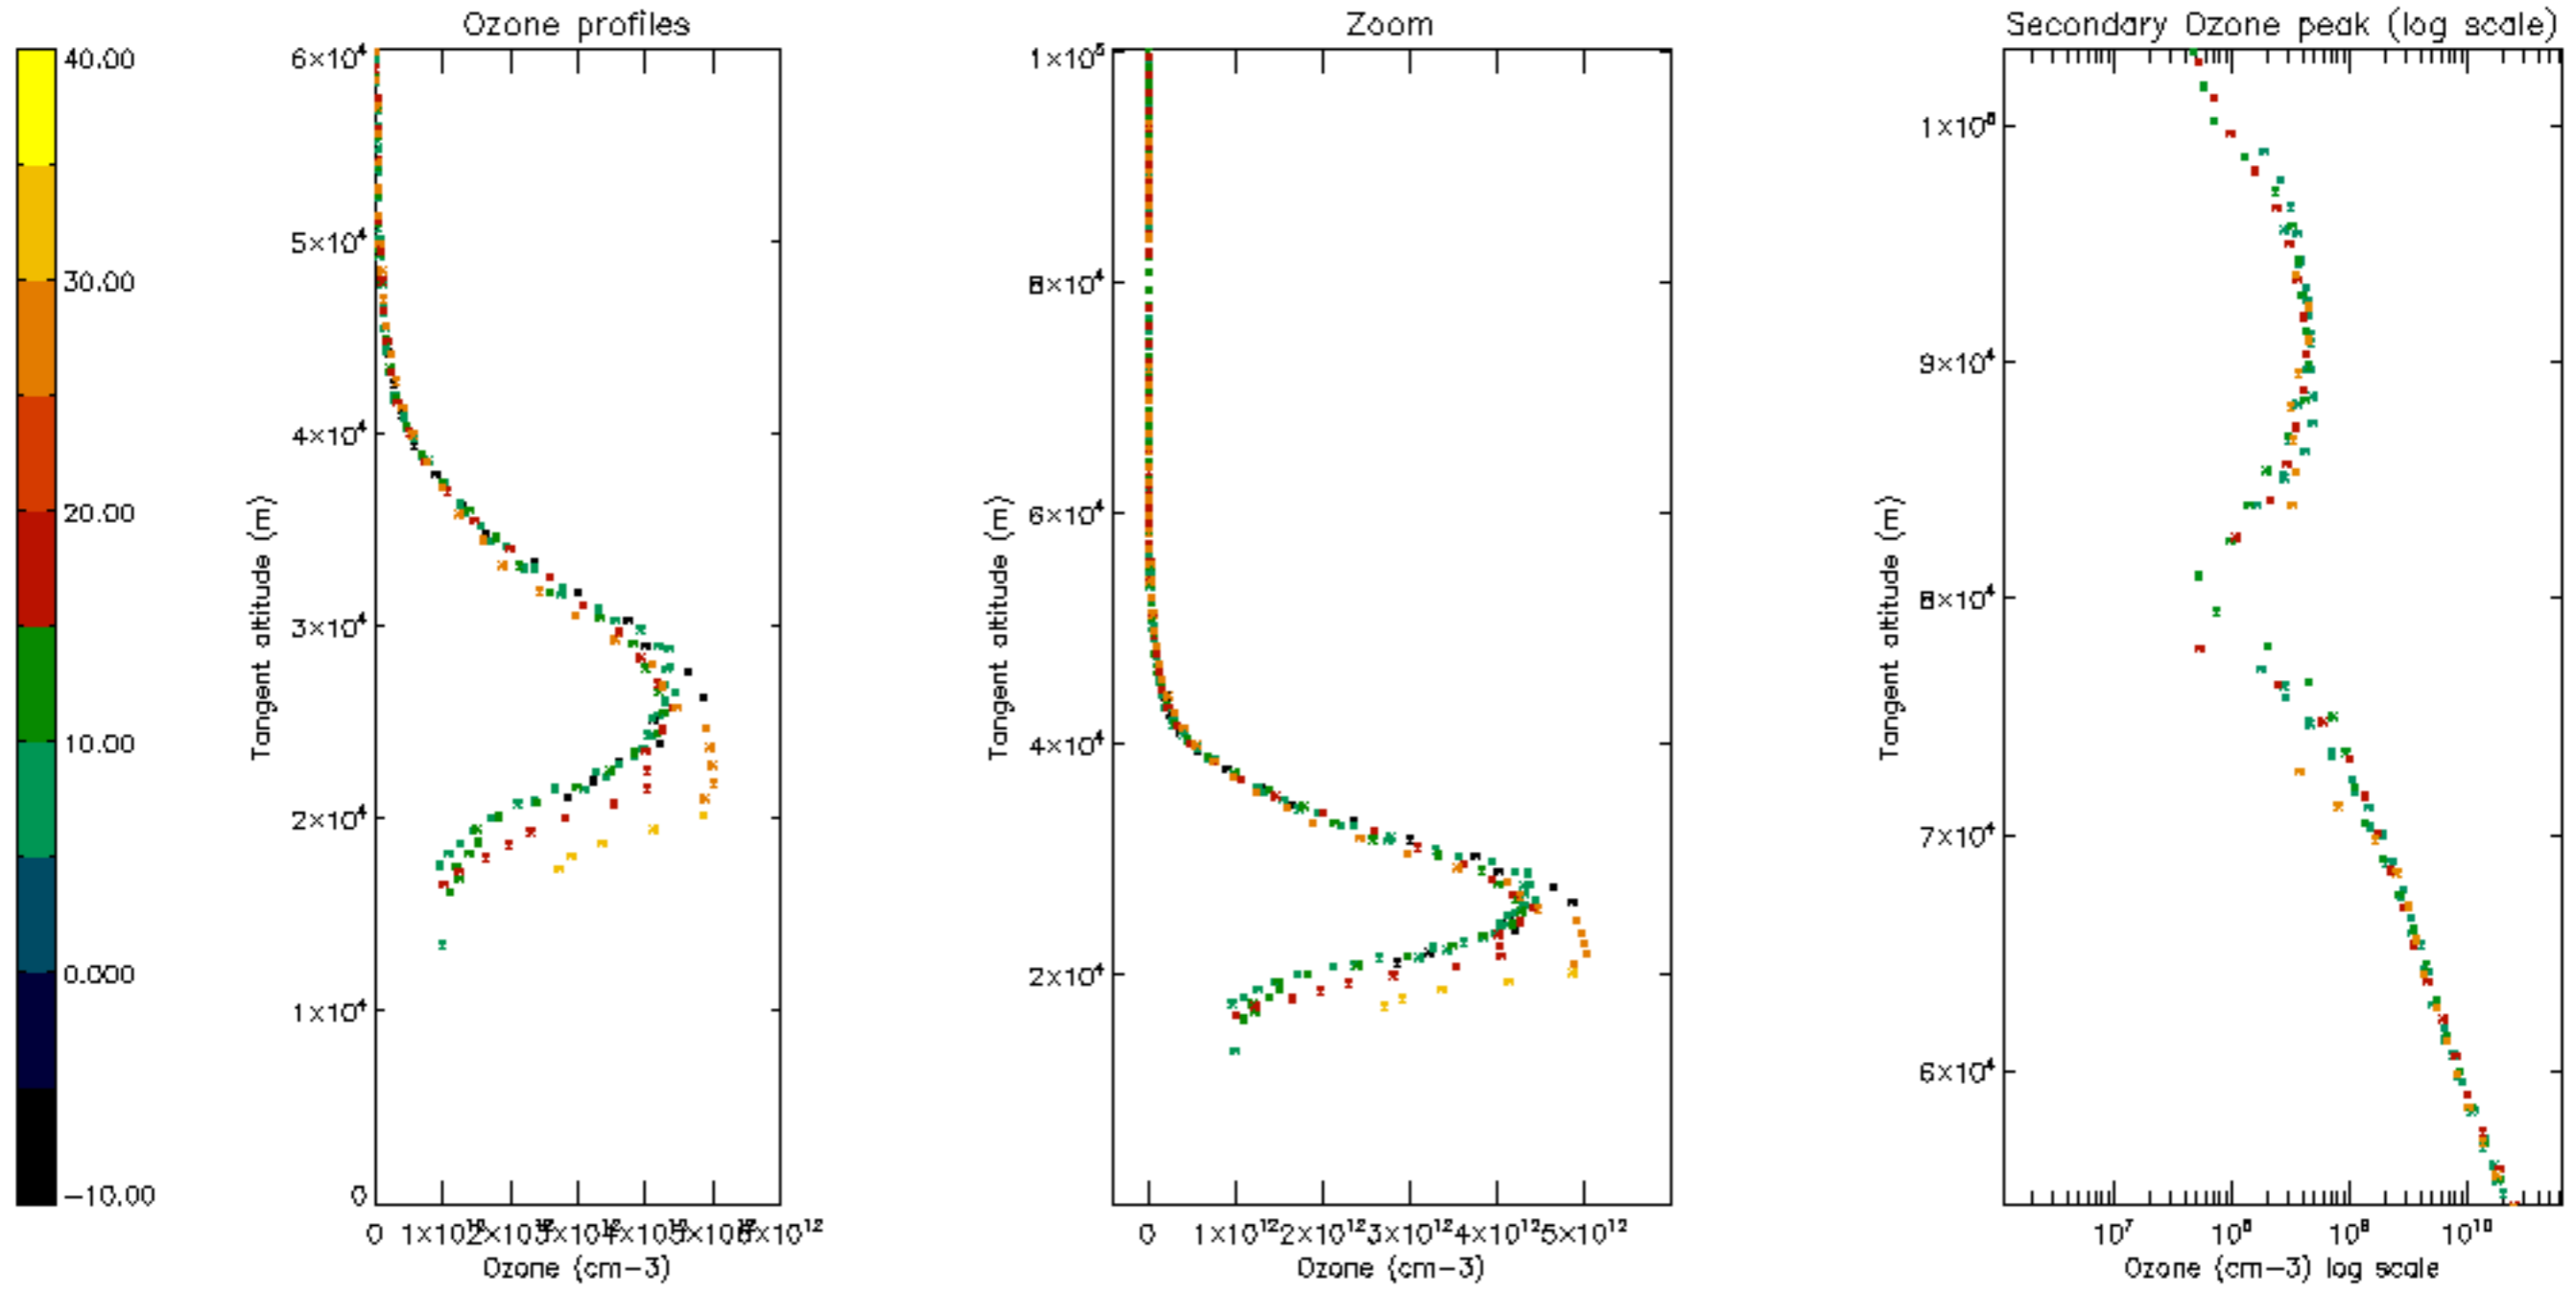 Ozone profiles
Zoom
Secondary Ozone peak (log scale)
40.00
30.00
20.00
10.00
0.000
-10.00
6×10⁴
5×10⁴
4×10⁴
3×10⁴
2×10⁴
1×10⁴
0
Tangent altitude (m)
0
6×10¹²
Ozone (cm-3)
1×10⁵
8×10⁴
6×10⁴
4×10⁴
2×10⁴
Tangent altitude (m)
0 1×10¹² 2×10¹² 3×10¹² 4×10¹² 5×10¹²
Ozone (cm-3)
1×10⁵
9×10⁴
8×10⁴
7×10⁴
6×10⁴
Tangent altitude (m)
10⁷ 10⁸ 10⁹ 10¹⁰
Ozone (cm-3) log scale